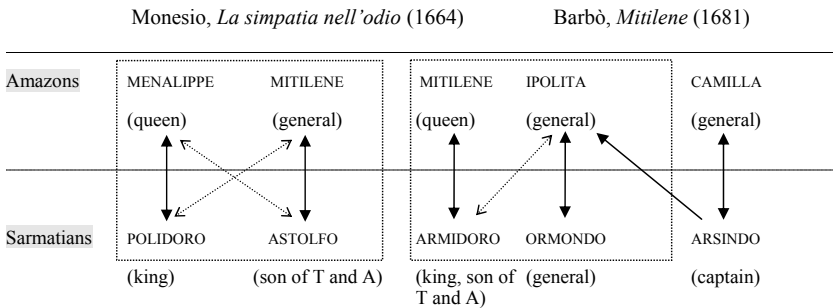 Monesio, La simpatia nell’odio (1664) Barbò, Mitilene (1681)
Amazons MENALIPPE MITILENE MITILENE IPOLITA CAMILLA
(queen) (general) (queen) (general) (general)
Sarmatians POLIDORO ASTOLFO ARMIDORO ORMONDO ARSINDO
(king) (son of T and A) (king, son of (general) (captain)
T and A)